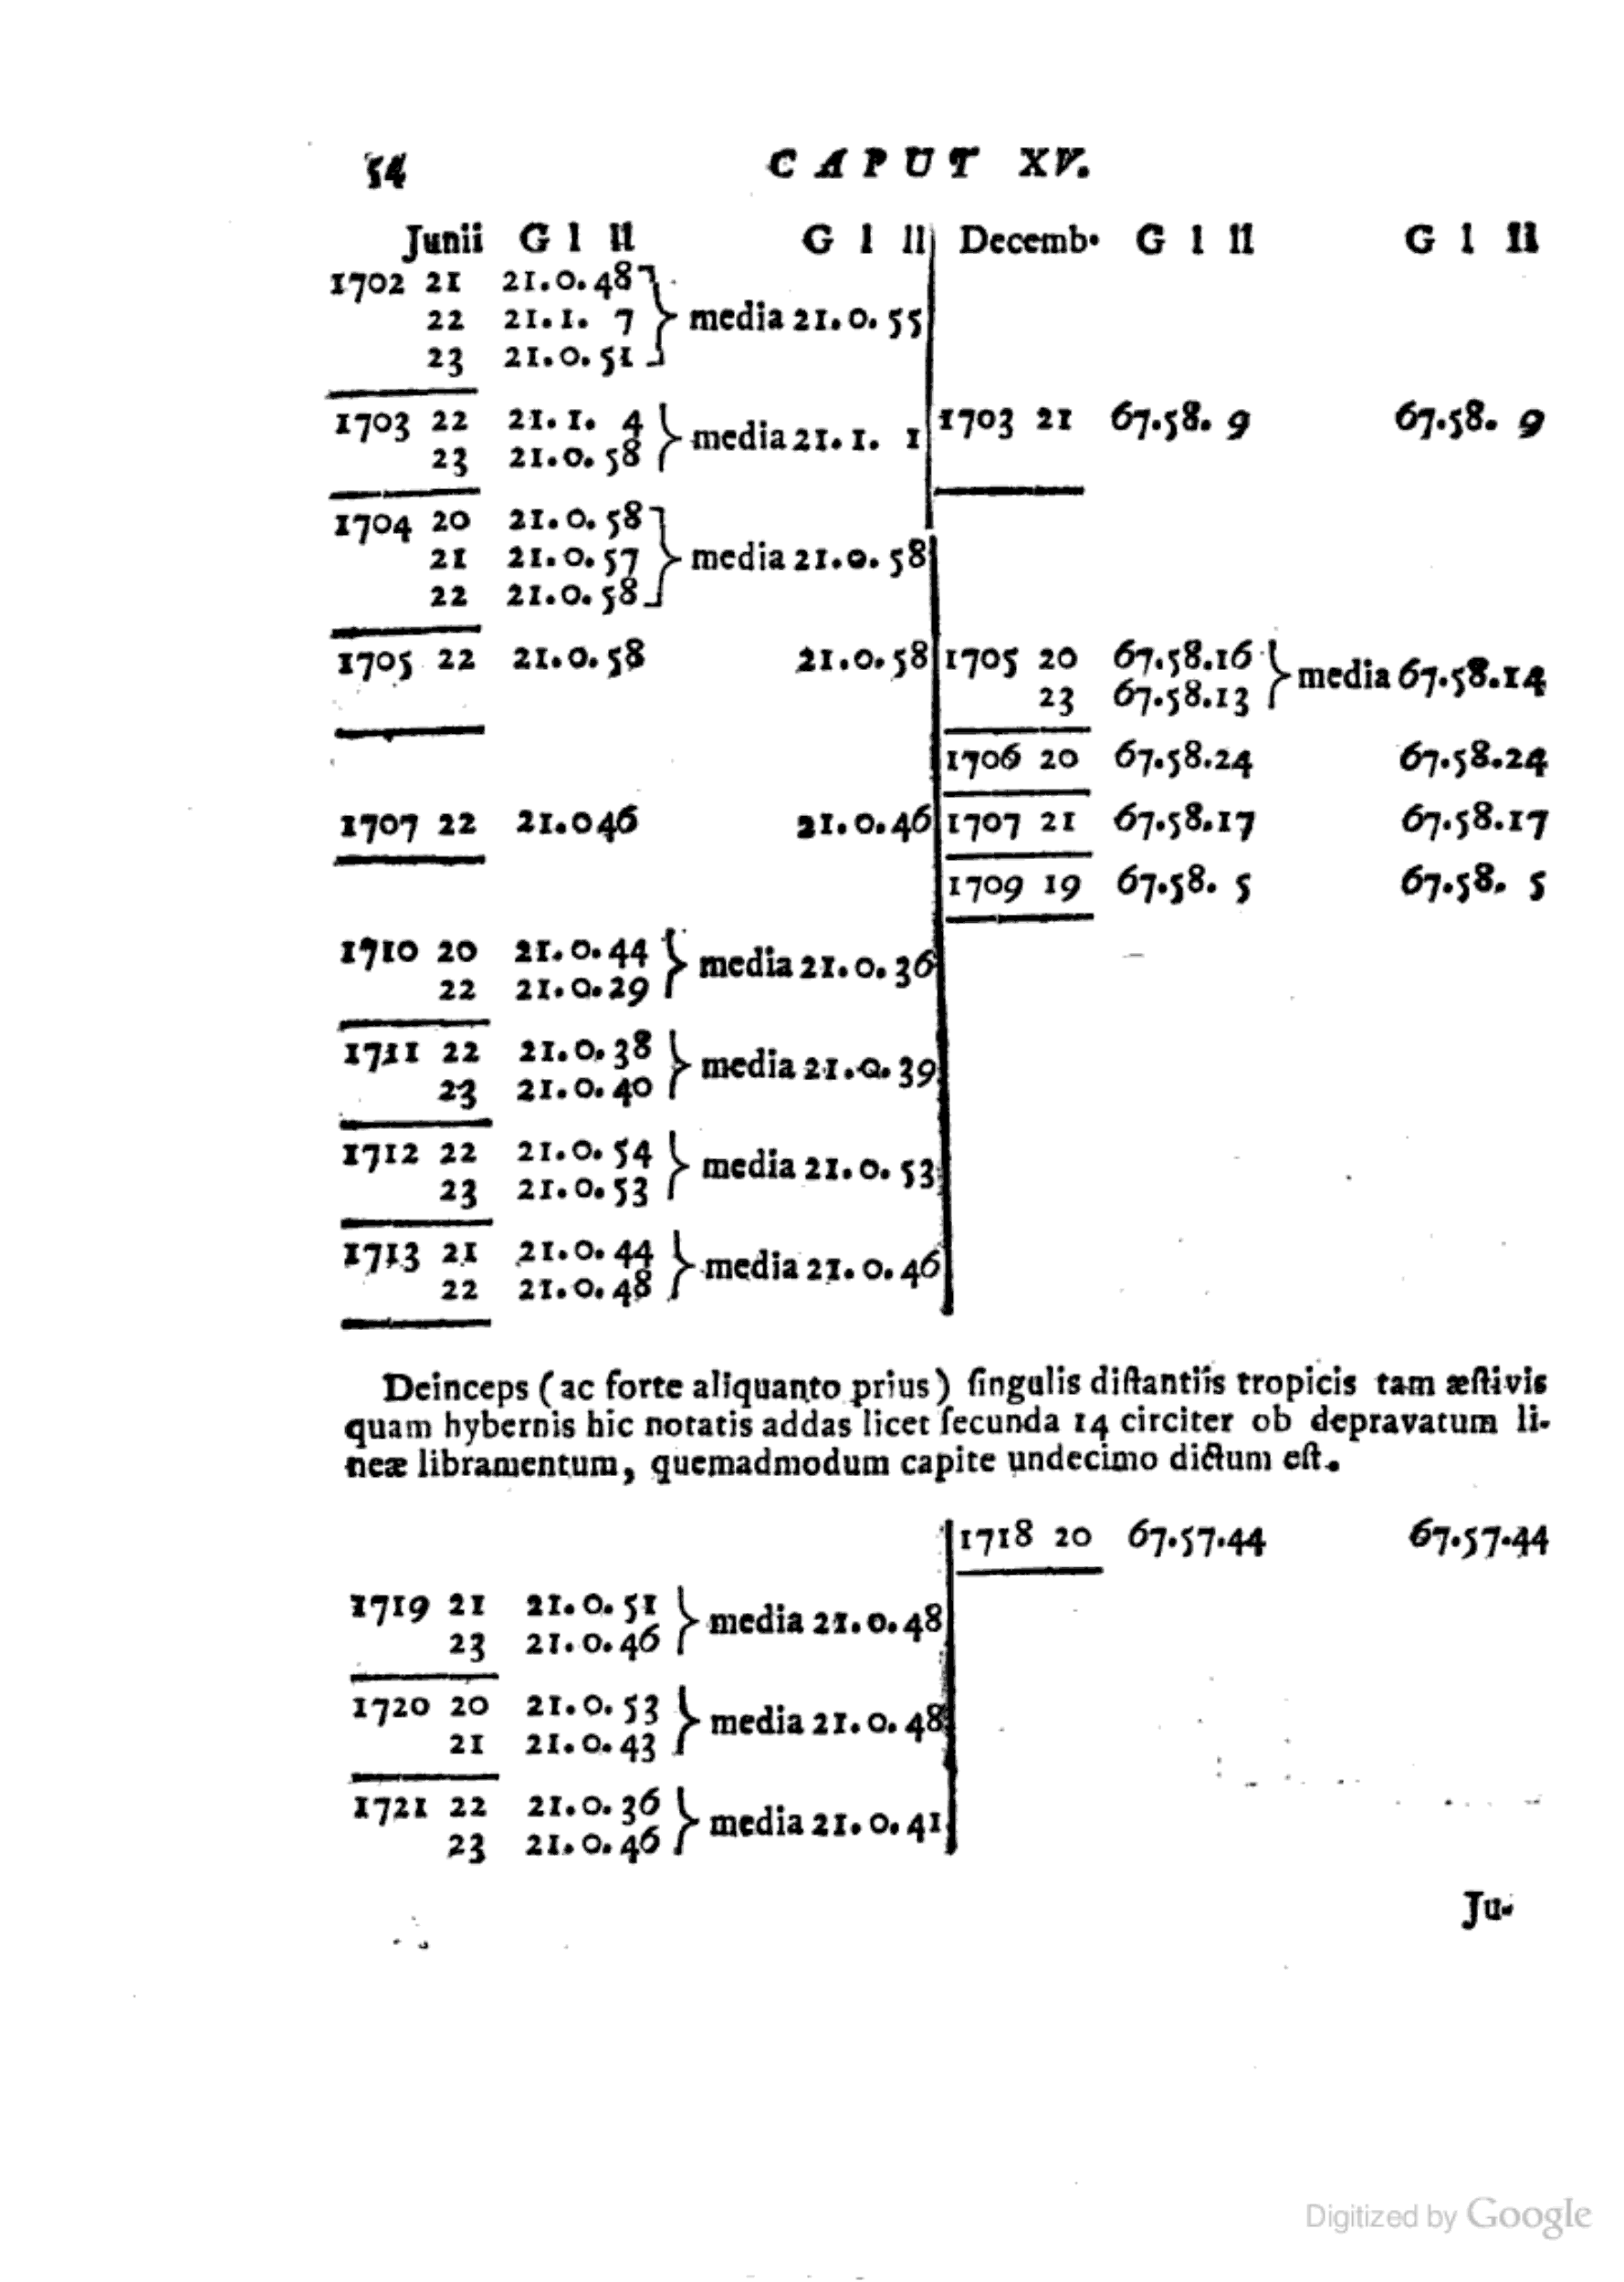 54 CAPUT XV.
Junii G I II G I II Decemb. G I II G I II
1702 21 21.0.48
22 21.1. 7 media 21.0.55
23 21.0.51
1703 22 21.1. 4 media 21.1. 1 1703 21 67.58. 9 67.58. 9
23 21.0.58
1704 20 21.0.58
21 21.0.57 media 21.0.58
22 21.0.58
1705 22 21.0.58 21.0.58 1705 20 67.58.16 media 67.58.14
23 67.58.13
1706 20 67.58.24 67.58.24
1707 22 21.046 21.0.46 1707 21 67.58.17 67.58.17
1709 19 67.58. 5 67.58. 5
1710 20 21.0.44 media 21.0.36
22 21.0.29
1711 22 21.0.38 media 21.0.39
23 21.0.40
1712 22 21.0.54 media 21.0.53
23 21.0.53
1713 21 21.0.44 media 21.0.46
22 21.0.48
Deinceps (ac forte aliquanto prius) ſingulis diſtantiis tropicis tam æſtivis
quam hybernis hic notatis addas licet ſecunda 14 circiter ob depravatum li-
neæ libramentum, quemadmodum capite undecimo dictum eſt.
1718 20 67.57.44 67.57.44
1719 21 21.0.51 media 21.0.48
23 21.0.46
1720 20 21.0.53 media 21.0.48
21 21.0.43
1721 22 21.0.36 media 21.0.41
23 21.0.46
Ju-
Digitized by Google